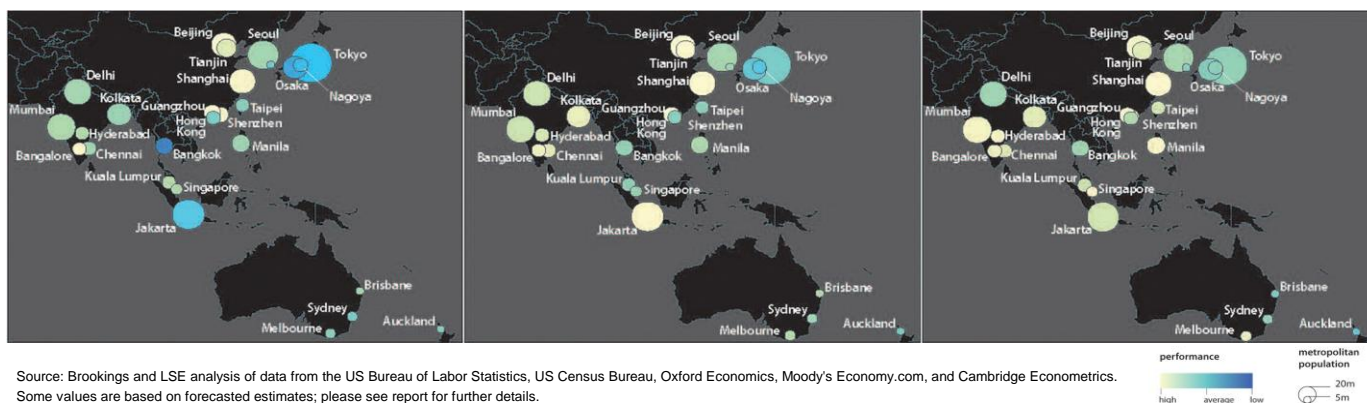 Beijing
Seoul
Tokyo
Tianjin
Shanghai
Osaka
Nagoya
Delhi
Kolkata
Guangzhou
Taipei
Mumbai
Hong
Kong
Shenzhen
Hyderabad
Bangalore
Chennai
Bangkok
Manila
Kuala Lumpur
Singapore
Jakarta
Brisbane
Sydney
Melbourne
Auckland
Beijing
Seoul
Tokyo
Tianjin
Shanghai
Osaka
Nagoya
Delhi
Kolkata
Guangzhou
Taipei
Mumbai
Hong
Kong
Shenzhen
Hyderabad
Bangalore
Chennai
Bangkok
Manila
Kuala Lumpur
Singapore
Jakarta
Brisbane
Sydney
Melbourne
Auckland
Beijing
Seoul
Tokyo
Tianjin
Shanghai
Osaka
Nagoya
Delhi
Kolkata
Guangzhou
Taipei
Mumbai
Hong
Kong
Shenzhen
Hyderabad
Bangalore
Chennai
Bangkok
Manila
Kuala Lumpur
Singapore
Jakarta
Brisbane
Sydney
Melbourne
Auckland
Source: Brookings and LSE analysis of data from the US Bureau of Labor Statistics, US Census Bureau, Oxford Economics, Moody's Economy.com, and Cambridge Econometrics.
Some values are based on forecasted estimates; please see report for further details.
performance
high average low
metropolitan
population
20m
5m